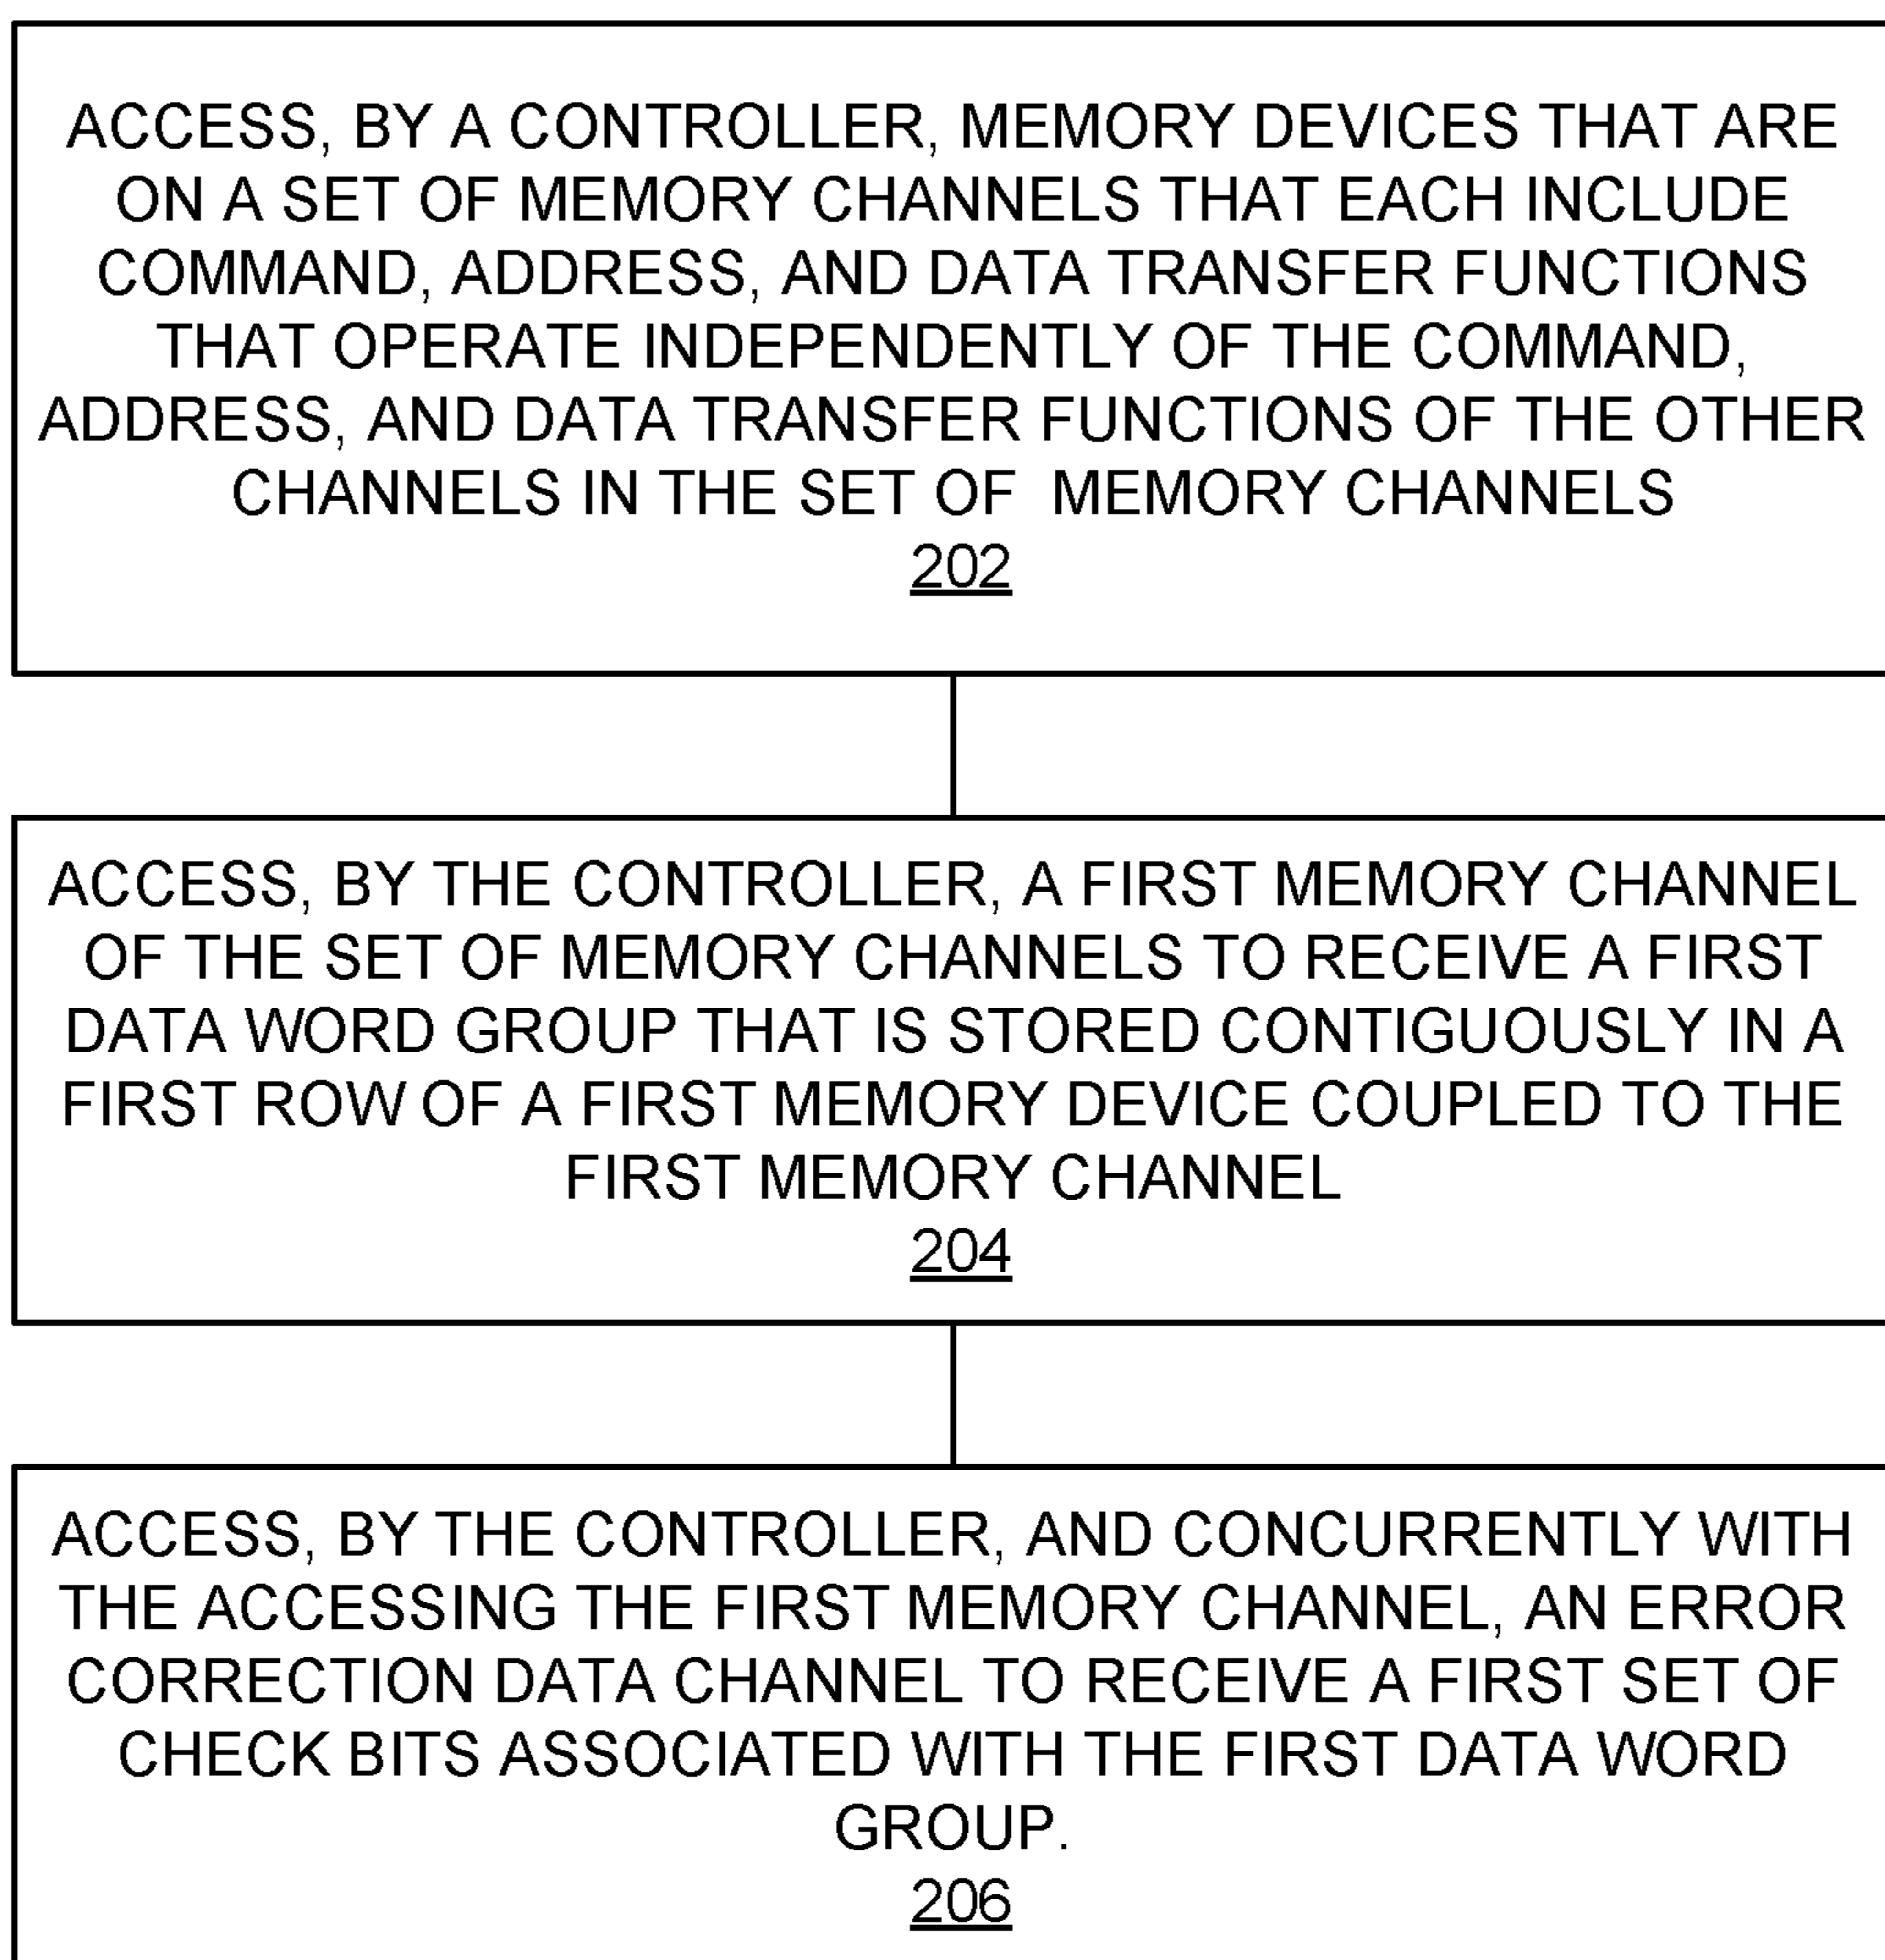 ACCESS, BY A CONTROLLER, MEMORY DEVICES THAT ARE
ON A SET OF MEMORY CHANNELS THAT EACH INCLUDE
COMMAND, ADDRESS, AND DATA TRANSFER FUNCTIONS
THAT OPERATE INDEPENDENTLY OF THE COMMAND,
ADDRESS, AND DATA TRANSFER FUNCTIONS OF THE OTHER
CHANNELS IN THE SET OF MEMORY CHANNELS
202
ACCESS, BY THE CONTROLLER, A FIRST MEMORY CHANNEL
OF THE SET OF MEMORY CHANNELS TO RECEIVE A FIRST
DATA WORD GROUP THAT IS STORED CONTIGUOUSLY IN A
FIRST ROW OF A FIRST MEMORY DEVICE COUPLED TO THE
FIRST MEMORY CHANNEL
204
ACCESS, BY THE CONTROLLER, AND CONCURRENTLY WITH
THE ACCESSING THE FIRST MEMORY CHANNEL, AN ERROR
CORRECTION DATA CHANNEL TO RECEIVE A FIRST SET OF
CHECK BITS ASSOCIATED WITH THE FIRST DATA WORD
GROUP.
206